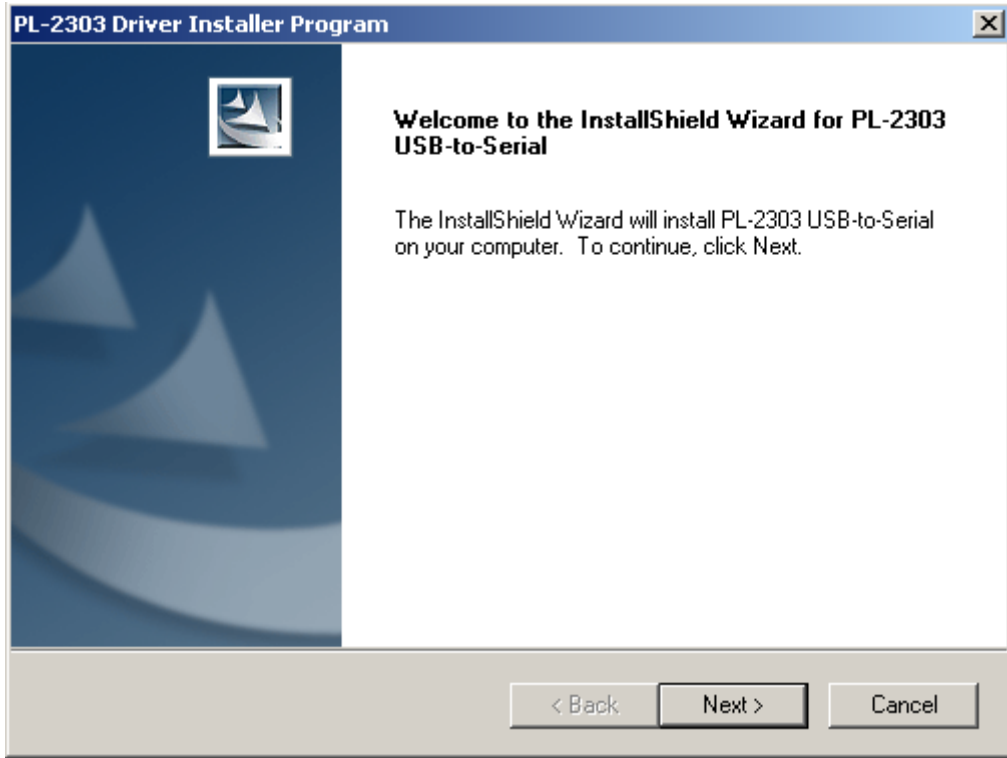 PL-2303 Driver Installer Program
Welcome to the InstallShield Wizard for PL-2303
USB-to-Serial
The InstallShield Wizard will install PL-2303 USB-to-Serial
on your computer.  To continue, click Next.
< Back
Next >
Cancel